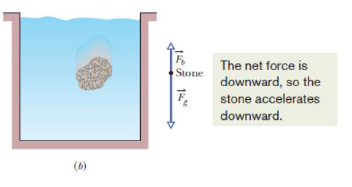 F_b
Stone
F_g
The net force is
downward, so the
stone accelerates
downward.
(b)